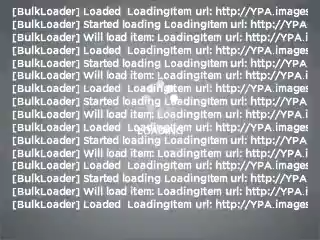 [BulkLoader] Loaded  LoadingItem url: http://YPA.images
[BulkLoader] Started loading LoadingItem url: http://YPA
[BulkLoader] Will load item: LoadingItem url: http://YPA.i
[BulkLoader] Loaded  LoadingItem url: http://YPA.images
[BulkLoader] Started loading LoadingItem url: http://YPA
[BulkLoader] Will load item: LoadingItem url: http://YPA.i
[BulkLoader] Loaded  LoadingItem url: http://YPA.images
[BulkLoader] Started loading LoadingItem url: http://YPA
[BulkLoader] Will load item: LoadingItem url: http://YPA.i
[BulkLoader] Loaded  LoadingItem url: http://YPA.images
LOADING
[BulkLoader] Started loading LoadingItem url: http://YPA
[BulkLoader] Will load item: LoadingItem url: http://YPA.i
[BulkLoader] Loaded  LoadingItem url: http://YPA.images
[BulkLoader] Started loading LoadingItem url: http://YPA
[BulkLoader] Will load item: LoadingItem url: http://YPA.i
[BulkLoader] Loaded  LoadingItem url: http://YPA.images